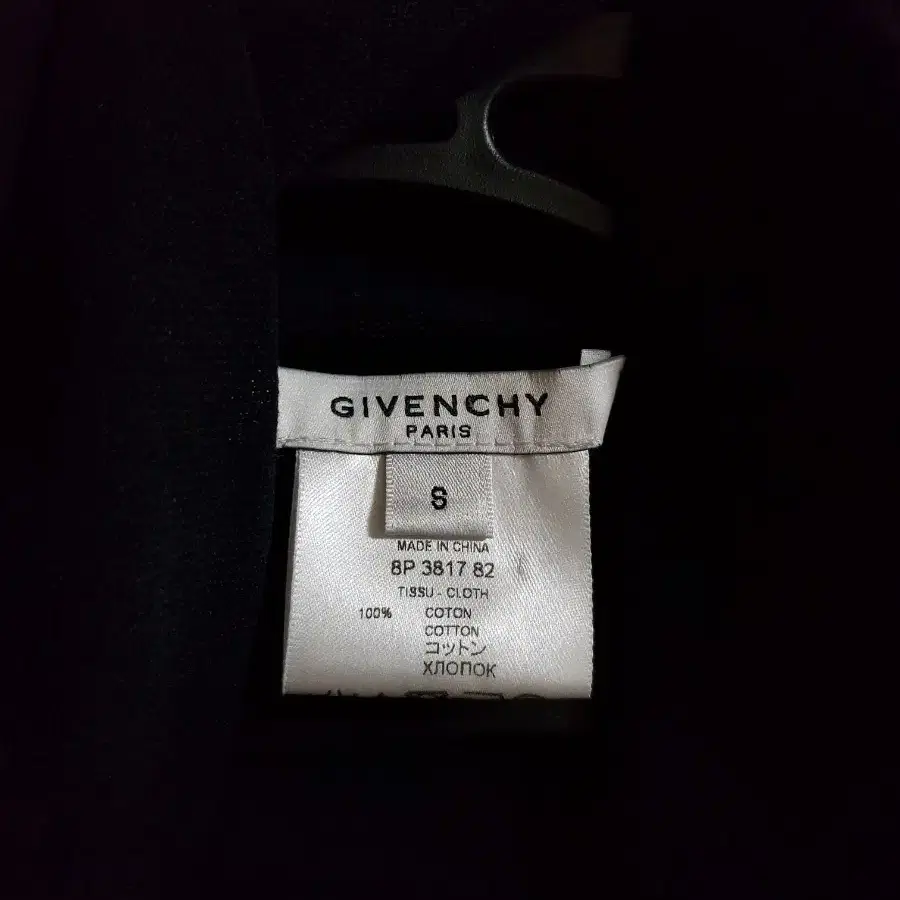 GIVENCHY
PARIS
S
MADE IN CHINA
8P 3817 82
TISSU - CLOTH
100% COTON
COTTON
コットン
ХЛОПОК